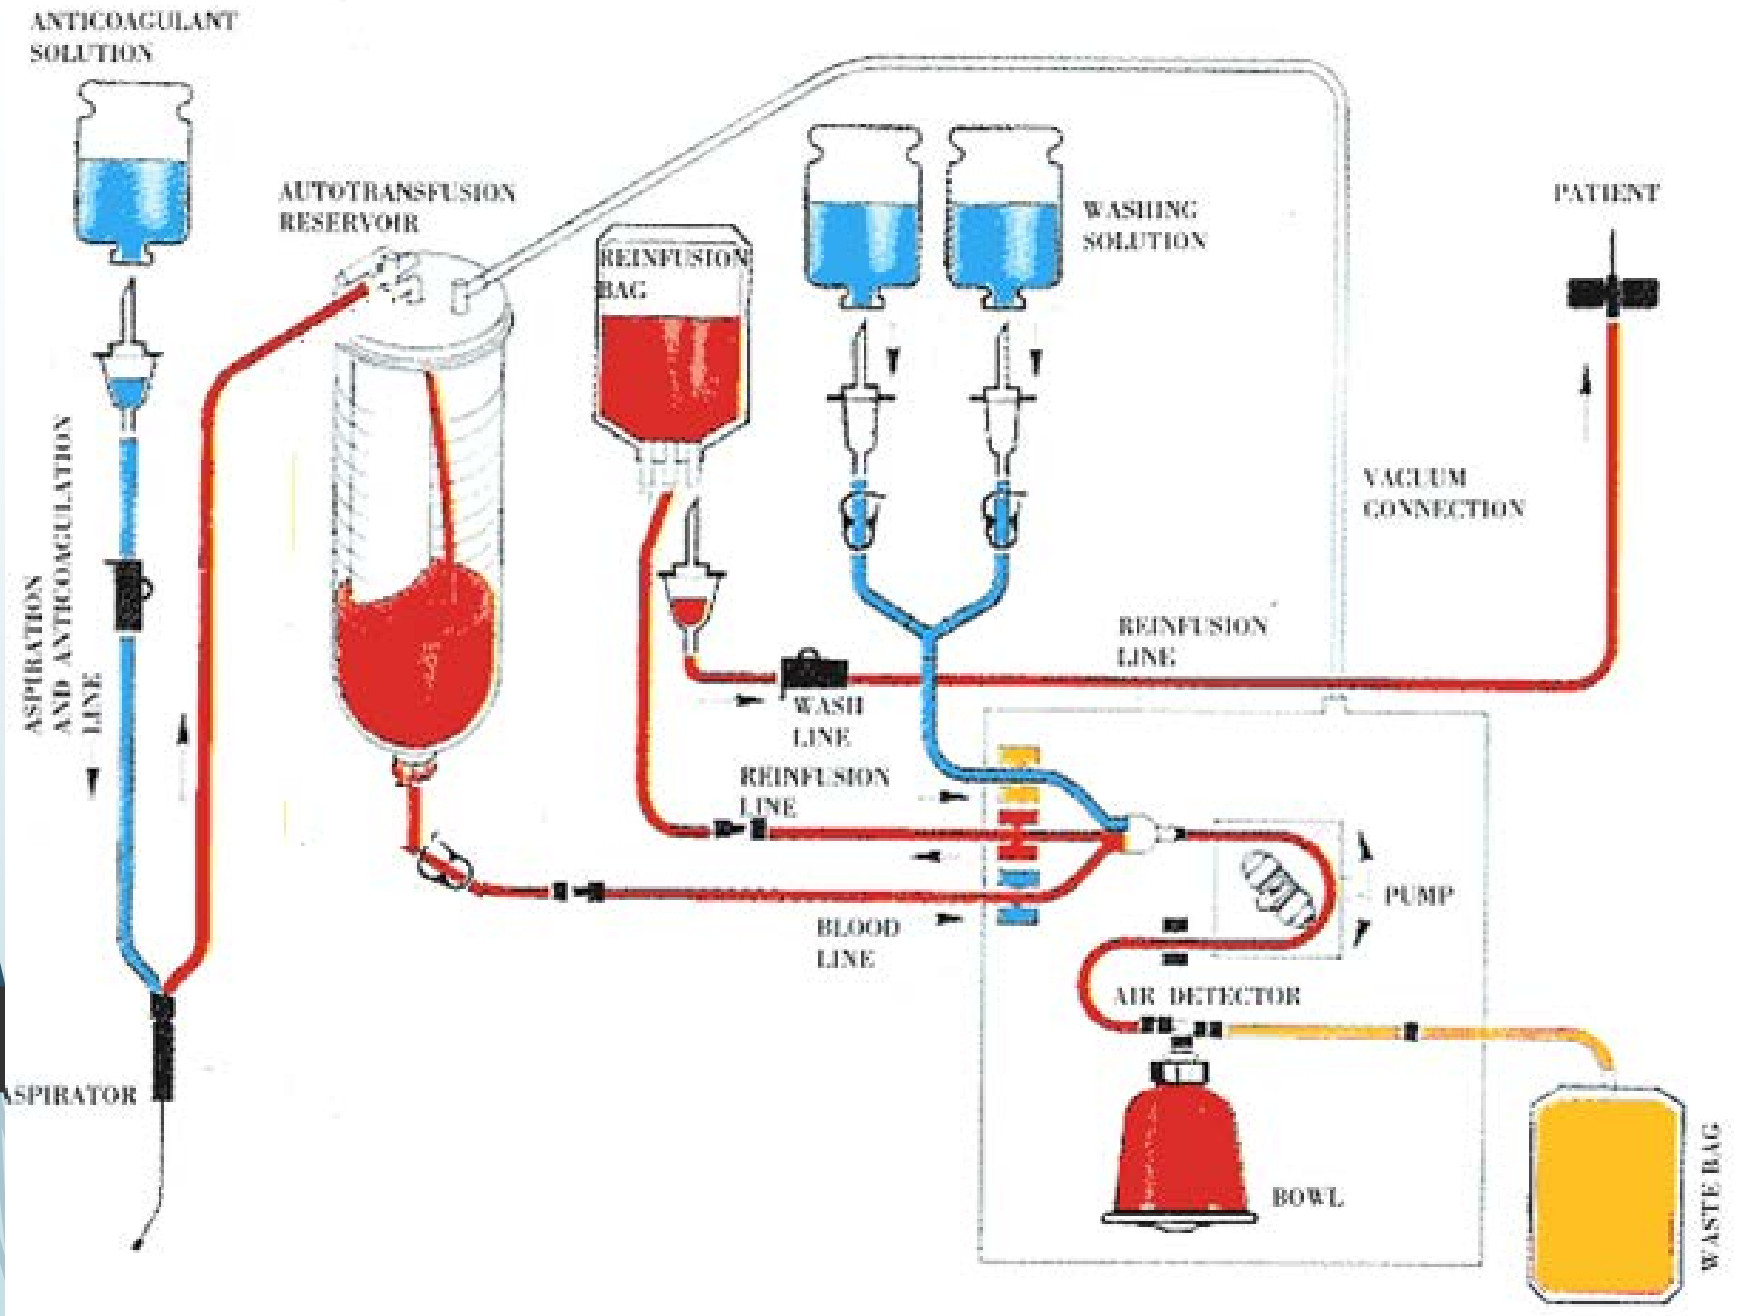 ANTICOAGULANT
SOLUTION
AUTOTRANSFUSION
RESERVOIR
REINFUSION
BAG
WASHING
SOLUTION
PATIENT
ASPIRATION
AND ANTICOAGULATION
LINE
VACUUM
CONNECTION
REINFUSION
LINE
WASH
LINE
REINFUSION
LINE
BLOOD
LINE
PUMP
AIR DETECTOR
ASPIRATOR
BOWL
WASTE BAG